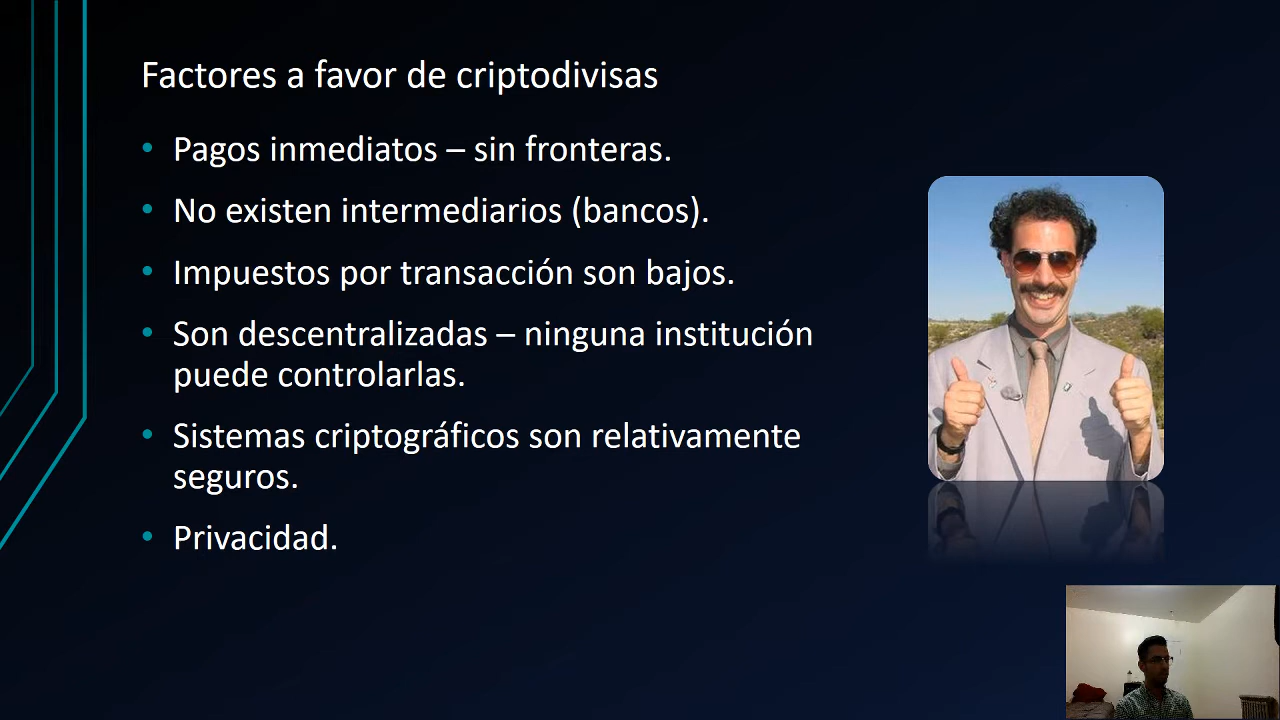 Factores a favor de criptodivisas
• Pagos inmediatos – sin fronteras.
• No existen intermediarios (bancos).
• Impuestos por transacción son bajos.
• Son descentralizadas – ninguna institución
puede controlarlas.
• Sistemas criptográficos son relativamente
seguros.
• Privacidad.